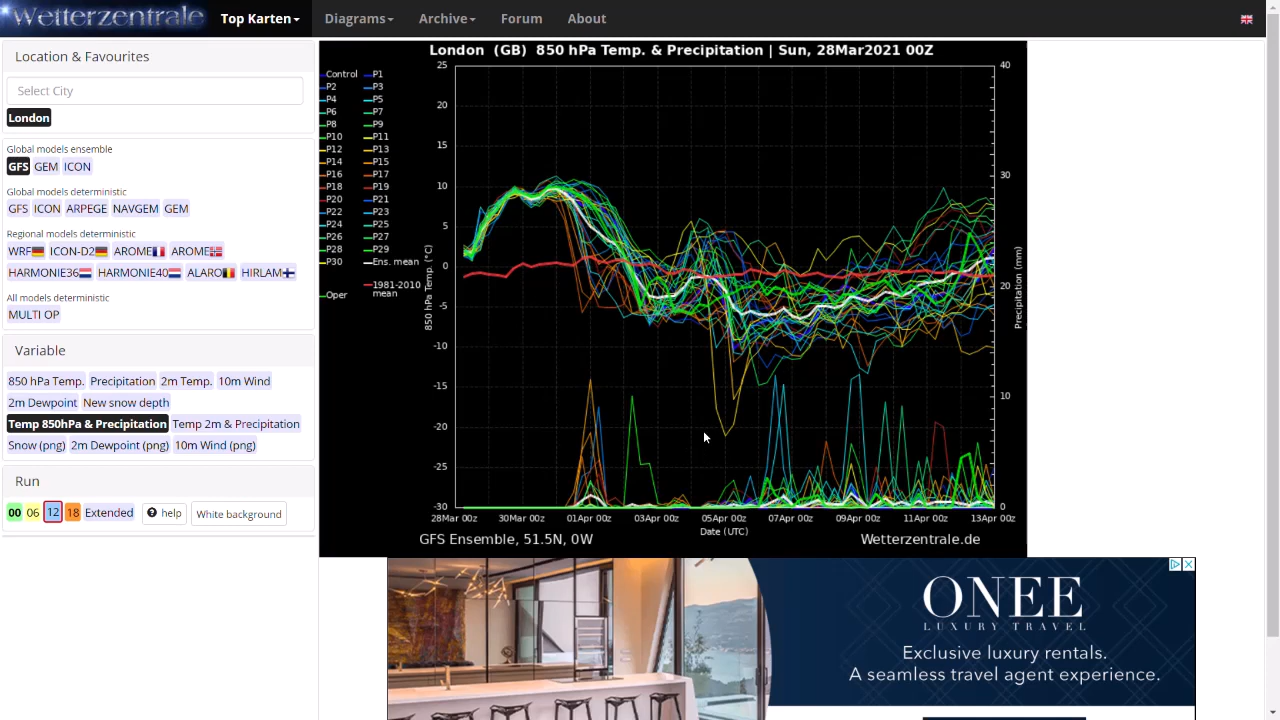 Wetterzentrale
Top Karten
Diagrams
Archive
Forum
About
Location & Favourites
Select City
London
Global models ensemble
GFS GEM ICON
Global models deterministic
GFS ICON ARPEGE NAVGEM GEM
Regional models deterministic
WRF ICON-D2 AROME AROME
HARMONIE36 HARMONIE40 ALARO HIRLAM
All models deterministic
MULTI OP
Variable
850 hPa Temp. Precipitation 2m Temp. 10m Wind
2m Dewpoint New snow depth
Temp 850hPa & Precipitation Temp 2m & Precipitation
Snow (png) 2m Dewpoint (png) 10m Wind (png)
Run
00 06 12 18 Extended help White background
London (GB) 850 hPa Temp. & Precipitation | Sun, 28Mar2021 00Z
Control P1
P2 P3
P4 P5
P6 P7
P8 P9
P10 P11
P12 P13
P14 P15
P16 P17
P18 P19
P20 P21
P22 P23
P24 P25
P26 P27
P28 P29
P30 Ens. mean
Oper 1981-2010
mean
850 hPa Temp. (°C)
25
20
15
10
5
0
-5
-10
-15
-20
-25
-30
40
30
20
10
0
Precipitation (mm)
28Mar 00z 30Mar 00z 01Apr 00z 03Apr 00z 05Apr 00z 07Apr 00z 09Apr 00z 11Apr 00z 13Apr 00z
Date (UTC)
GFS Ensemble, 51.5N, 0W
Wetterzentrale.de
ONEE
LUXURY TRAVEL
Exclusive luxury rentals.
A seamless travel agent experience.